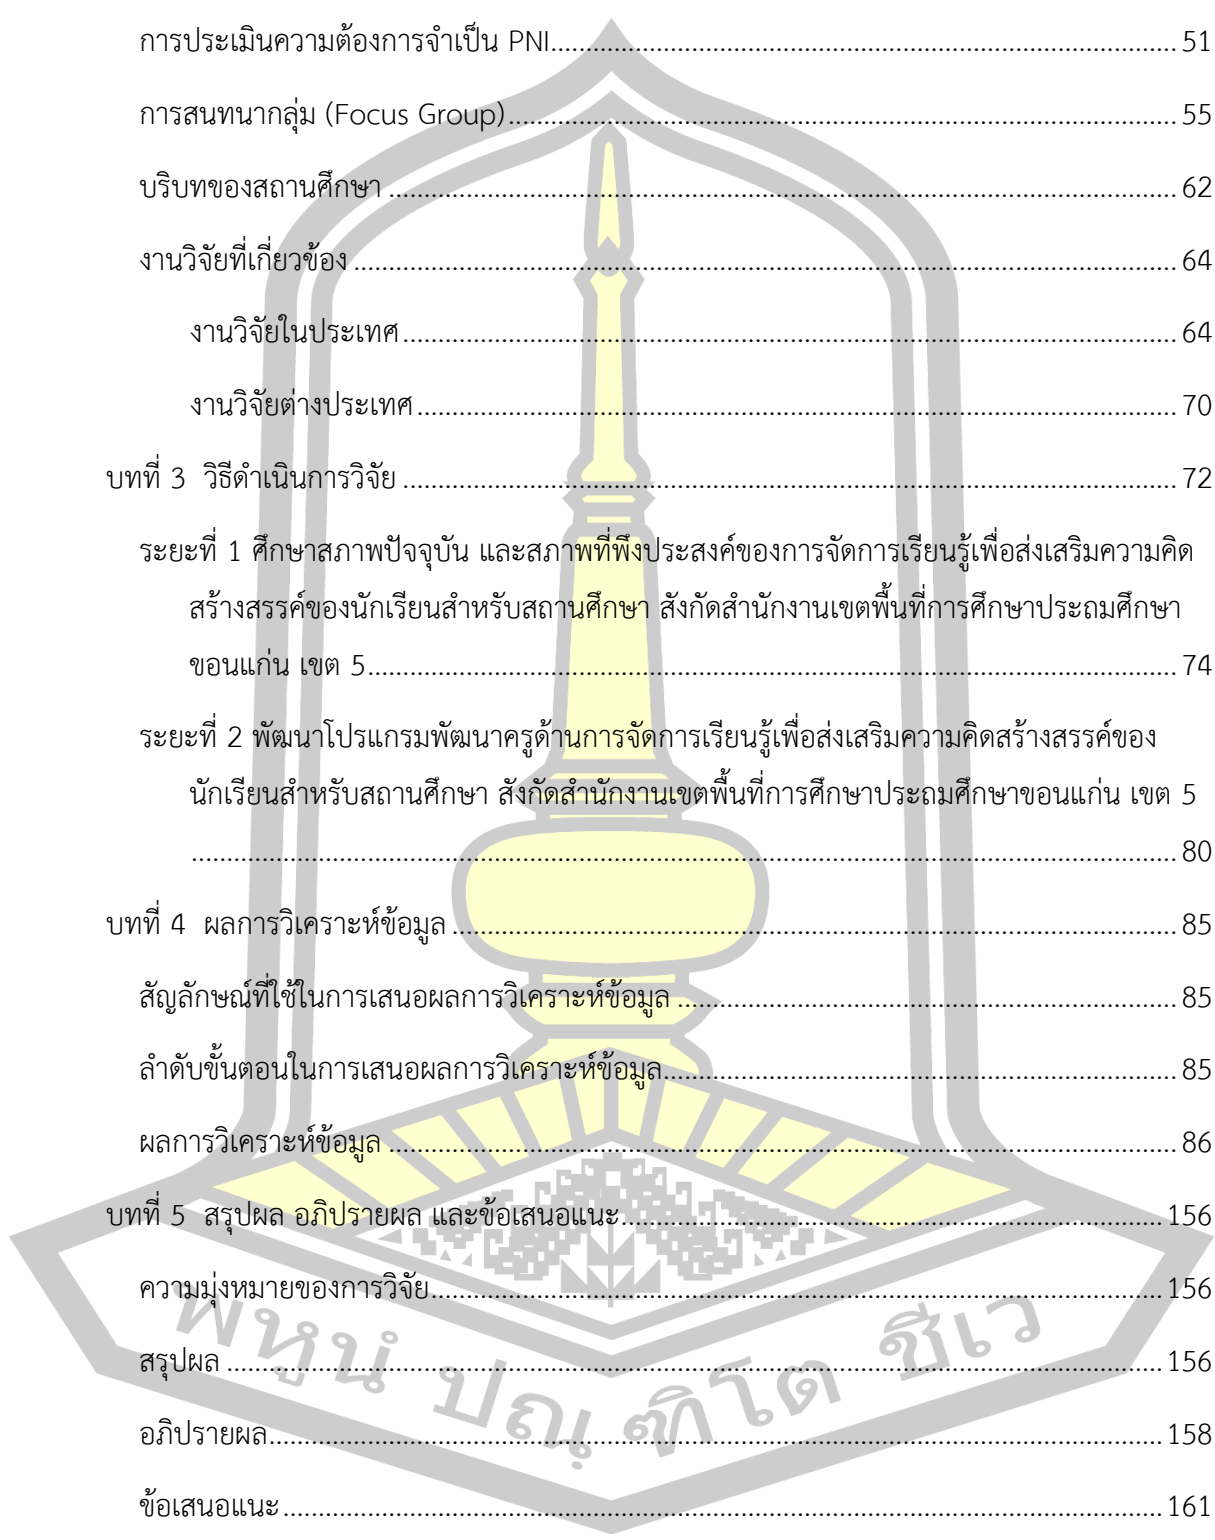 การประเมินความต้องการจำเป็น PNI 51
การสนทนากลุ่ม (Focus Group) 55
บริบทของสถานศึกษา 62
งานวิจัยที่เกี่ยวข้อง 64
งานวิจัยในประเทศ 64
งานวิจัยต่างประเทศ 70
บทที่ 3 วิธีดำเนินการวิจัย 72
ระยะที่ 1 ศึกษาสภาพปัจจุบัน และสภาพที่พึงประสงค์ของการจัดการเรียนรู้เพื่อส่งเสริมความคิด
สร้างสรรค์ของนักเรียนสำหรับสถานศึกษา สังกัดสำนักงานเขตพื้นที่การศึกษาประถมศึกษา
ขอนแก่น เขต 5 74
ระยะที่ 2 พัฒนาโปรแกรมพัฒนาครูด้านการจัดการเรียนรู้เพื่อส่งเสริมความคิดสร้างสรรค์ของ
นักเรียนสำหรับสถานศึกษา สังกัดสำนักงานเขตพื้นที่การศึกษาประถมศึกษาขอนแก่น เขต 5
80
บทที่ 4 ผลการวิเคราะห์ข้อมูล 85
สัญลักษณ์ที่ใช้ในการเสนอผลการวิเคราะห์ข้อมูล 85
ลำดับขั้นตอนในการเสนอผลการวิเคราะห์ข้อมูล 85
ผลการวิเคราะห์ข้อมูล 86
บทที่ 5 สรุปผล อภิปรายผล และข้อเสนอแนะ 156
ความมุ่งหมายของการวิจัย 156
สรุปผล 156
อภิปรายผล 158
ข้อเสนอแนะ 161
พหูนํ ปณฺฑิโต ชีเว